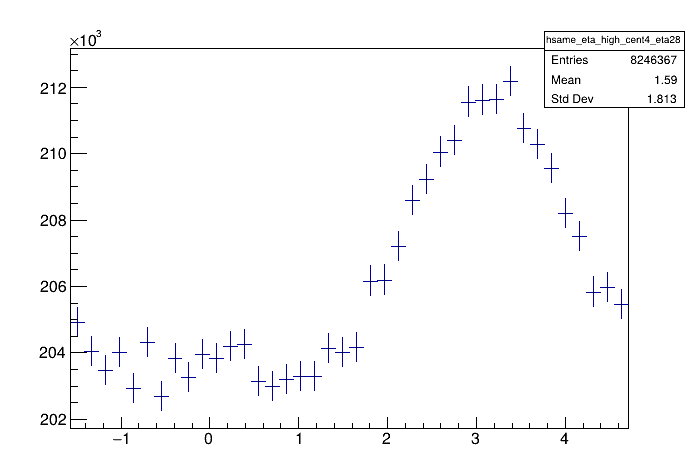 ×10³
hsame_eta_high_cent4_eta28
Entries 8246367
Mean 1.59
Std Dev 1.813
212
210
208
206
204
202
−1 0 1 2 3 4